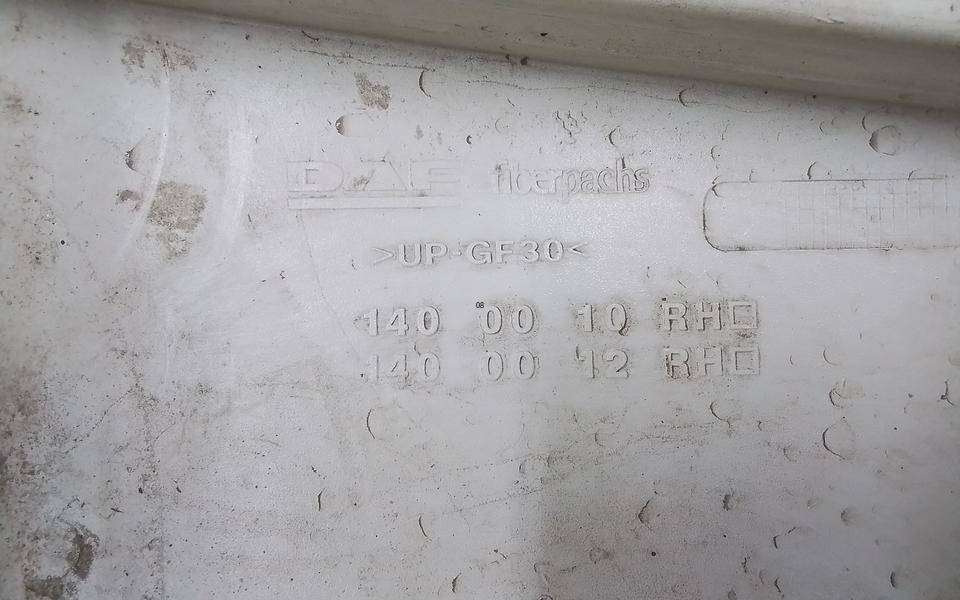 DAF fiberpachs
>UP-GF30<
140 00 10 RH□
140 00 12 RH□